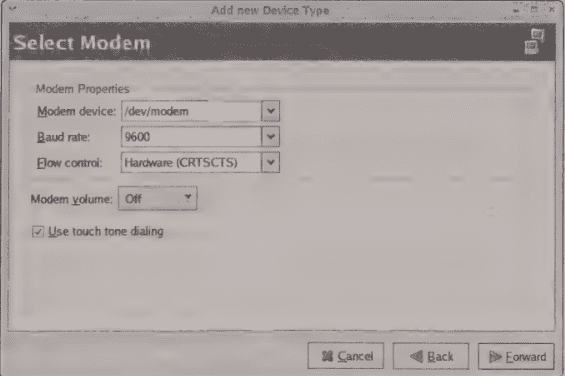 Add new Device Type
Select Modem
Modem Properties
Modem device: /dev/modem
Baud rate: 9600
Flow control: Hardware (CRTSCTS)
Modem volume: Off
Use touch tone dialing
Cancel Back Forward